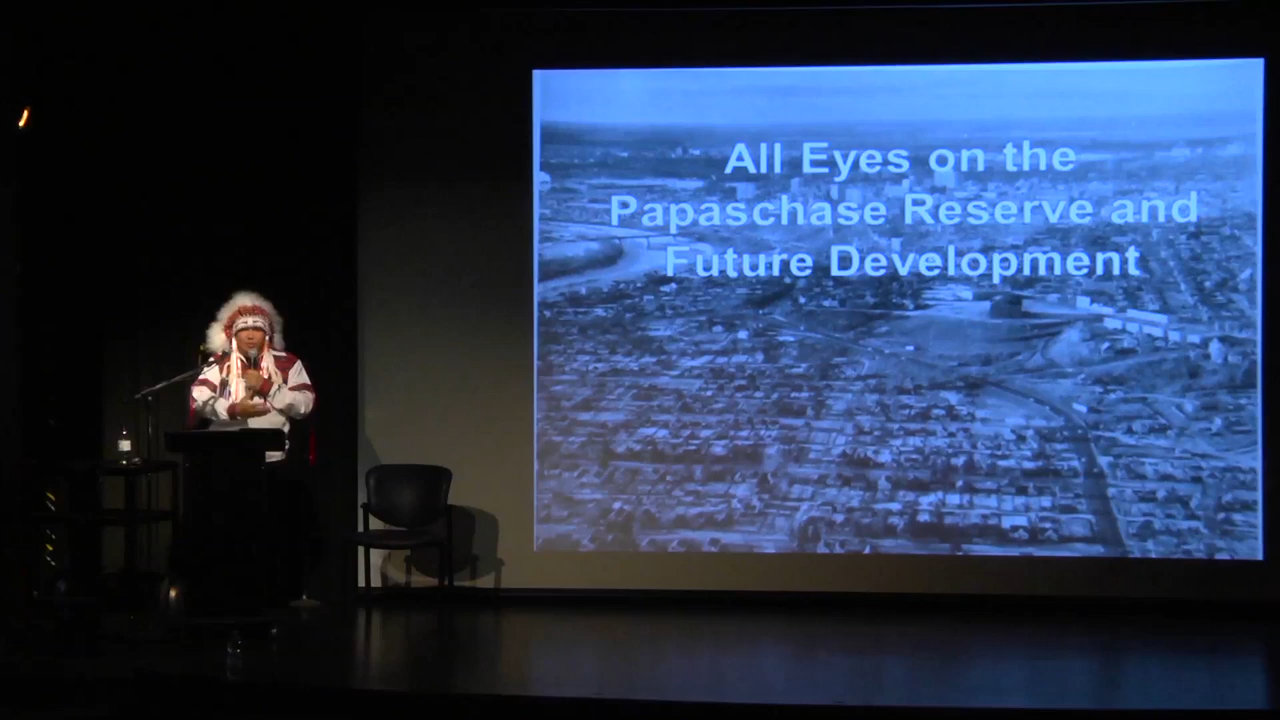 All Eyes on the
Papaschase Reserve and
Future Development